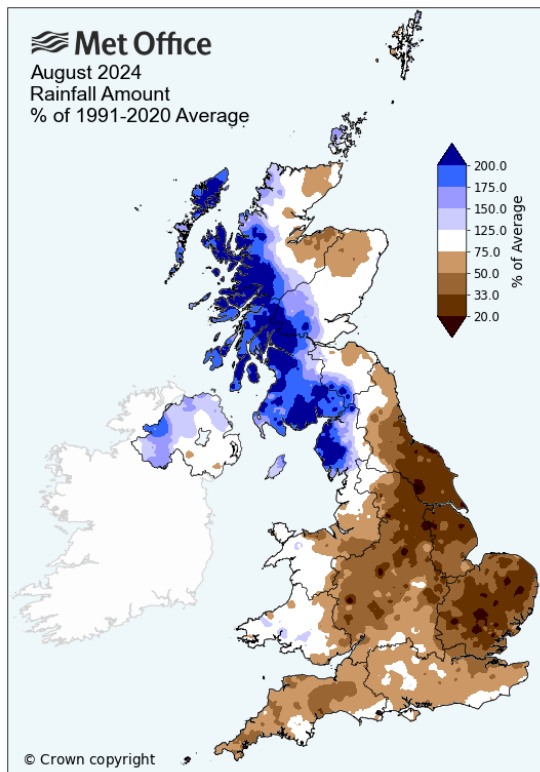 Met Office
August 2024
Rainfall Amount
% of 1991-2020 Average
200.0
175.0
150.0
125.0
75.0
50.0
33.0
20.0
% of Average
© Crown copyright